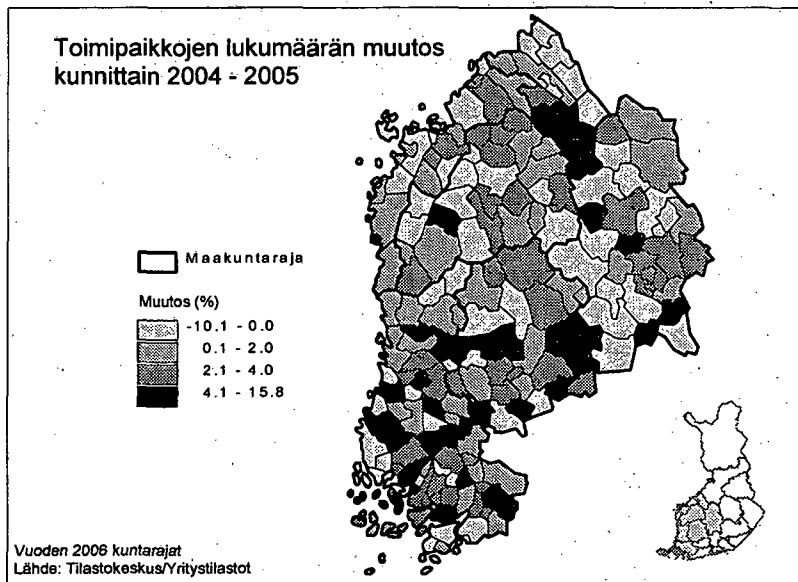 Toimipaikkojen lukumäärän muutos
kunnittain 2004 - 2005
Maakuntaraja
Muutos (%)
-10.1 - 0.0
0.1 - 2.0
2.1 - 4.0
4.1 - 15.8
Vuoden 2006 kuntarajat
Lähde: Tilastokeskus/Yritystilastot